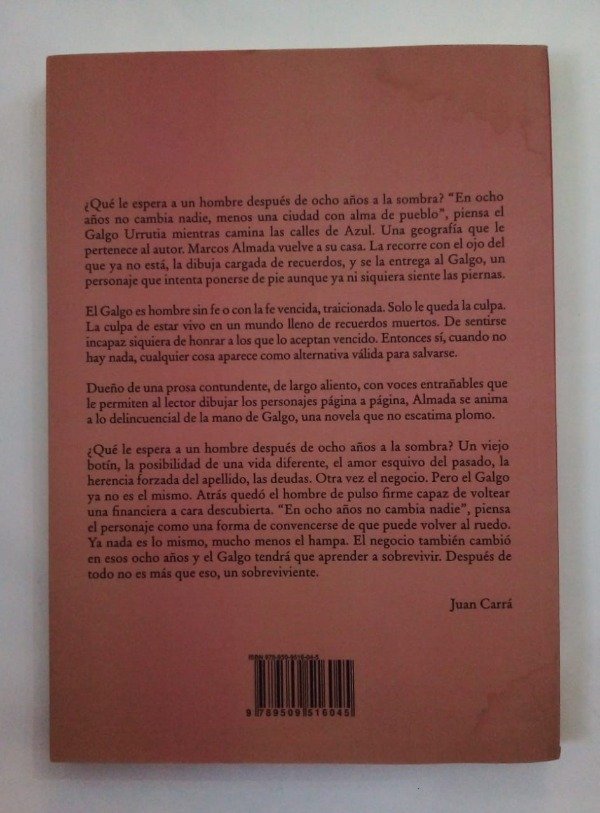 ¿Qué le espera a un hombre después de ocho años a la sombra? “En ocho
años no cambia nadie, menos una ciudad con alma de pueblo”, piensa el
Galgo Urrutia mientras camina las calles de Azul. Una geografía que le
pertenece al autor. Marcos Almada vuelve a su casa. La recorre con el ojo del
que ya no está, la dibuja cargada de recuerdos, y se la entrega al Galgo, un
personaje que intenta ponerse de pie aunque ya ni siquiera siente las piernas.
El Galgo es hombre sin fe o con la fe vencida, traicionada. Solo le queda la culpa.
La culpa de estar vivo en un mundo lleno de recuerdos muertos. De sentirse
incapaz siquiera de honrar a los que lo aceptan vencido. Entonces sí, cuando no
hay nada, cualquier cosa aparece como alternativa válida para salvarse.
Dueño de una prosa contundente, de largo aliento, con voces entrañables que
le permiten al lector dibujar los personajes página a página, Almada se anima
a lo delincuencial de la mano de Galgo, una novela que no escatima plomo.
¿Qué le espera a un hombre después de ocho años a la sombra? Un viejo
botín, la posibilidad de una vida diferente, el amor esquivo del pasado, la
herencia forzada del apellido, las deudas. Otra vez el negocio. Pero el Galgo
ya no es el mismo. Atrás quedó el hombre de pulso firme capaz de voltear
una financiera a cara descubierta. “En ocho años no cambia nadie”, piensa
el personaje como una forma de convencerse de que puede volver al ruedo.
Ya nada es lo mismo, mucho menos el hampa. El negocio también cambió
en esos ocho años y el Galgo tendrá que aprender a sobrevivir. Después de
todo no es más que eso, un sobreviviente.
Juan Carrá
ISBN 978-950-9516-04-5
9 789509 516045